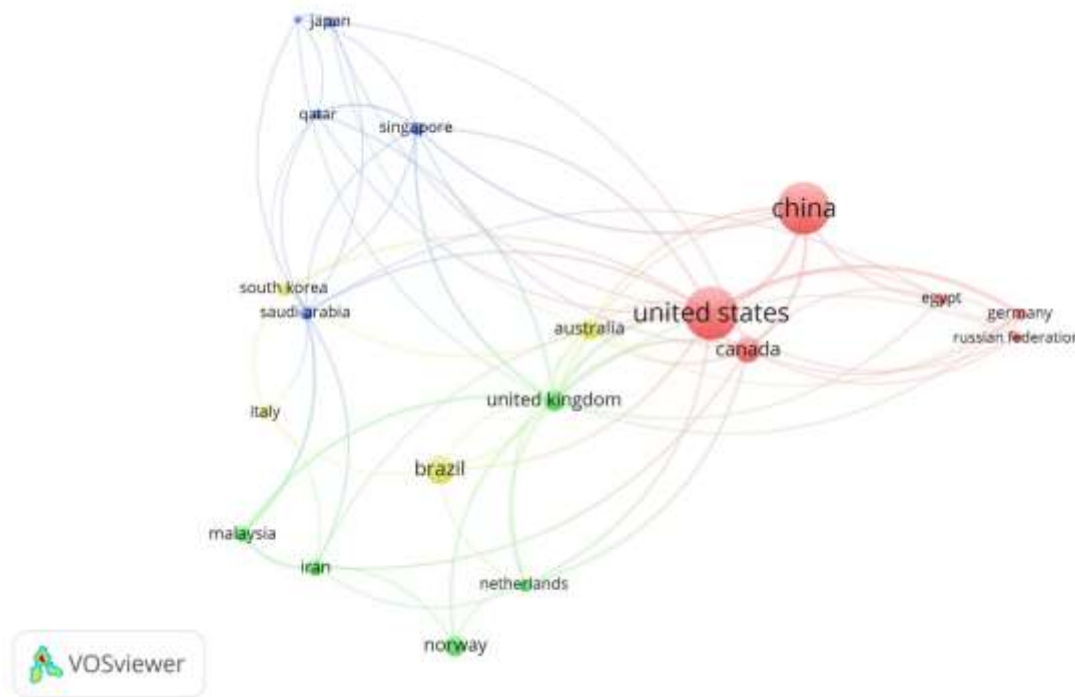 japan
qatar
singapore
china
south korea
saudi arabia
egypt
germany
united states
australia
russian federation
canada
united kingdom
italy
brazil
malaysia
iran
netherlands
norway
VOSviewer